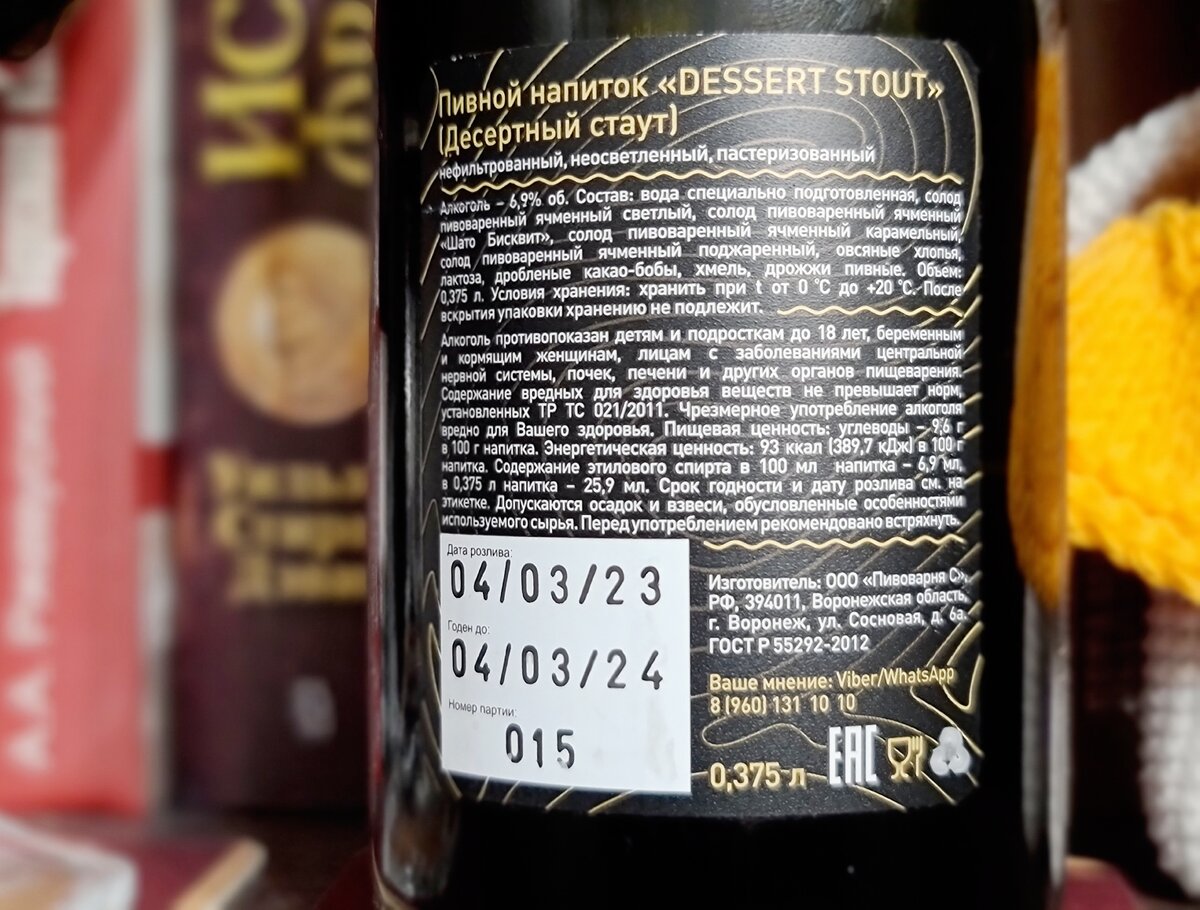 Пивной напиток «DESSERT STOUT»
(Десертный стаут)
нефильтрованный, неосветленный, пастеризованный
Алкоголь – 6,9% об. Состав: вода специально подготовленная, солод
пивоваренный ячменный светлый, солод пивоваренный ячменный
«Шато Бисквит», солод пивоваренный ячменный карамельный,
солод пивоваренный ячменный поджаренный, овсяные хлопья,
лактоза, дробленые какао-бобы, хмель, дрожжи пивные. Объем:
0,375 л. Условия хранения: хранить при t от 0 °C до +20 °C. После
вскрытия упаковки хранению не подлежит.
Алкоголь противопоказан детям и подросткам до 18 лет, беременным
и кормящим женщинам, лицам с заболеваниями центральной
нервной системы, почек, печени и других органов пищеварения.
Содержание вредных для здоровья веществ не превышает норм,
установленных ТР ТС 021/2011. Чрезмерное употребление алкоголя
вредно для Вашего здоровья. Пищевая ценность: углеводы – 9,6 г
в 100 г напитка. Энергетическая ценность: 93 ккал (389,7 кДж) в 100 г
напитка. Содержание этилового спирта в 100 мл напитка – 6,9 мл,
в 0,375 л напитка – 25,9 мл. Срок годности и дату розлива см. на
этикетке. Допускаются осадок и взвеси, обусловленные особенностями
используемого сырья. Перед употреблением рекомендовано встряхнуть.
Дата розлива:
04/03/23
Годен до:
04/03/24
Номер партии:
015
Изготовитель: ООО «Пивоварня С»,
РФ, 394011, Воронежская область,
г. Воронеж, ул. Сосновая, д. 6а.
ГОСТ Р 55292-2012
Ваше мнение: Viber/WhatsApp
8 (960) 131 10 10
0,375 л
EAC
ИС